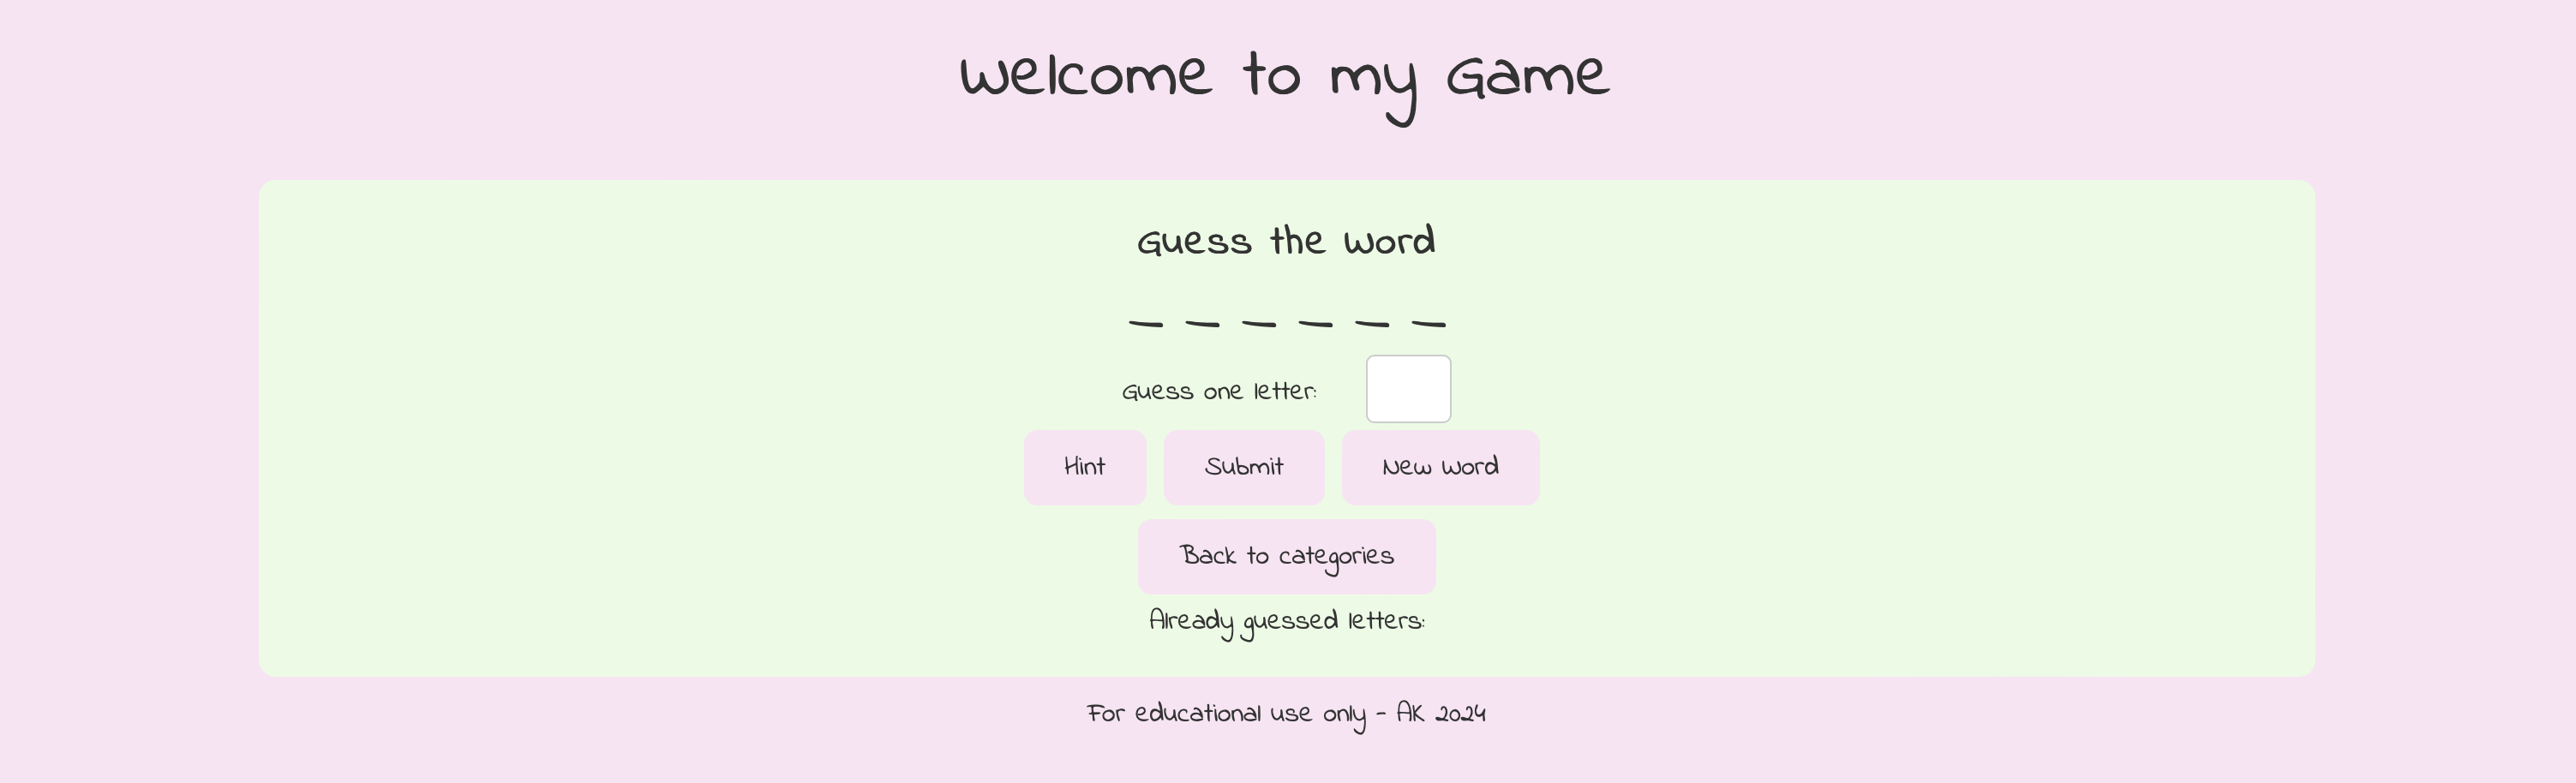 Welcome to my Game
Guess the word
_ _ _ _ _ _
Guess one letter:
Hint Submit New word
Back to categories
Already guessed letters:
For educational use only - AK 2024